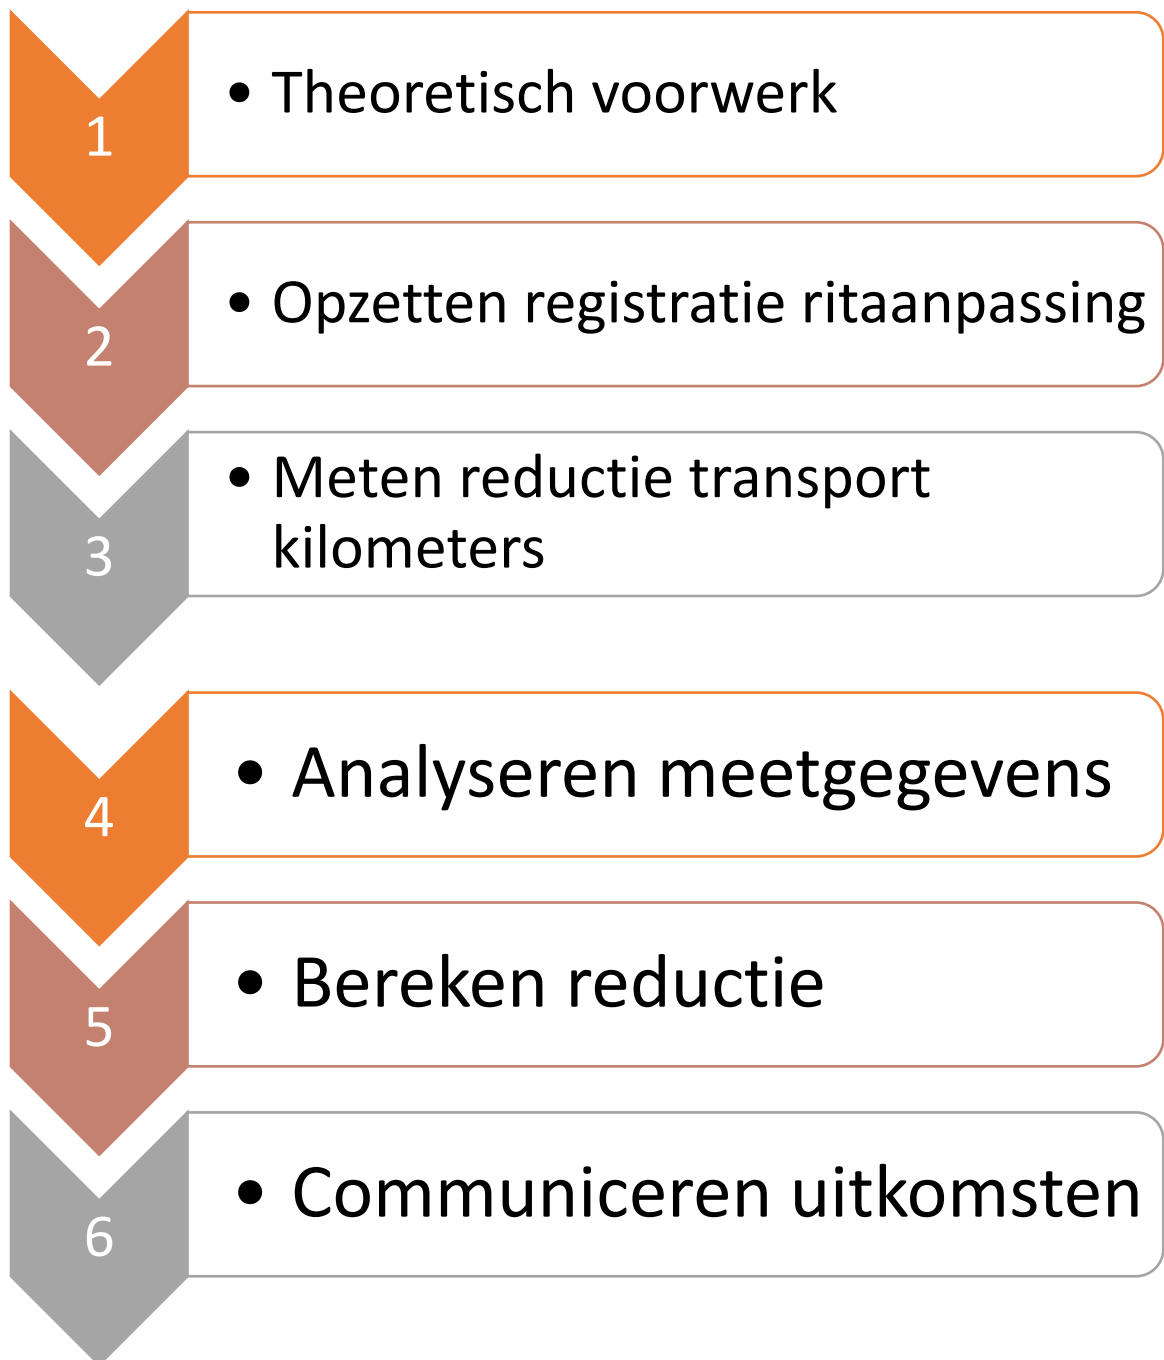 1
• Theoretisch voorwerk
2
• Opzetten registratie ritaanpassing
3
• Meten reductie transport
kilometers
4
• Analyseren meetgegevens
5
• Bereken reductie
6
• Communiceren uitkomsten